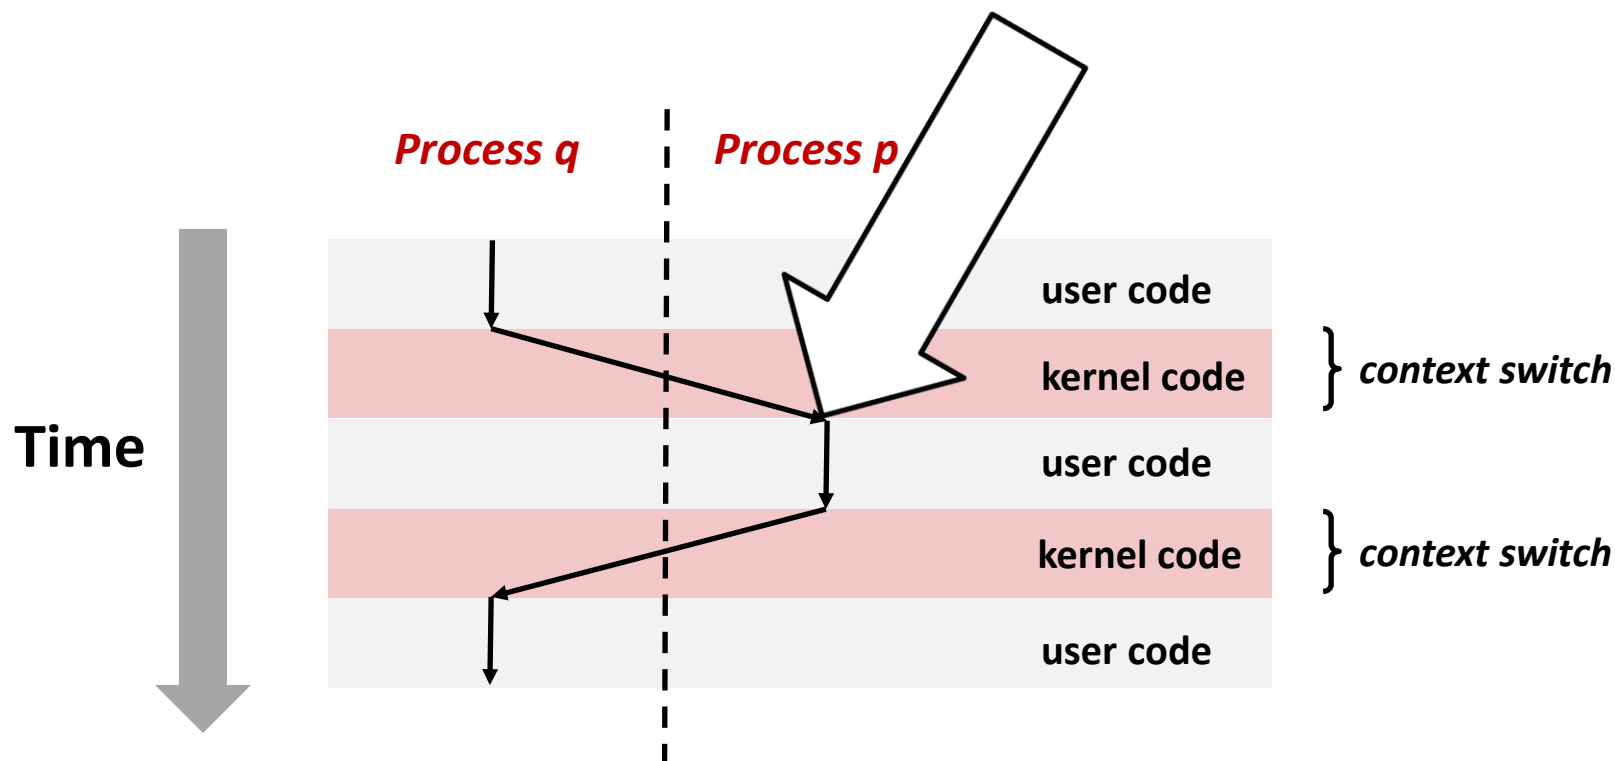 Process q Process p
user code
kernel code
context switch
Time
user code
kernel code
context switch
user code